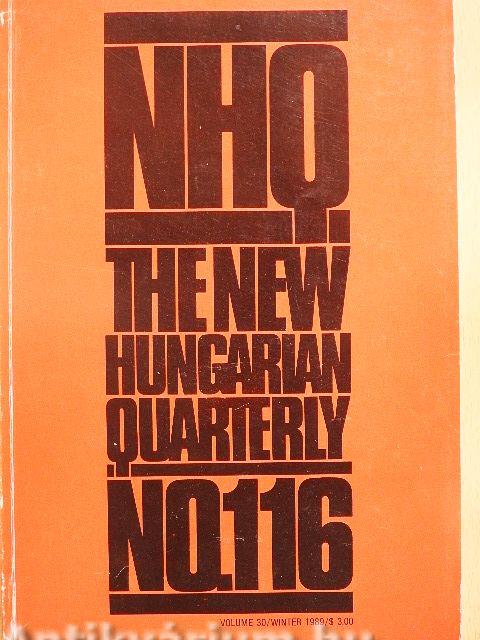 NHQ
THE NEW
HUNGARIAN
QUARTERLY
NO.116
VOLUME 30/WINTER 1989/$ 3.00